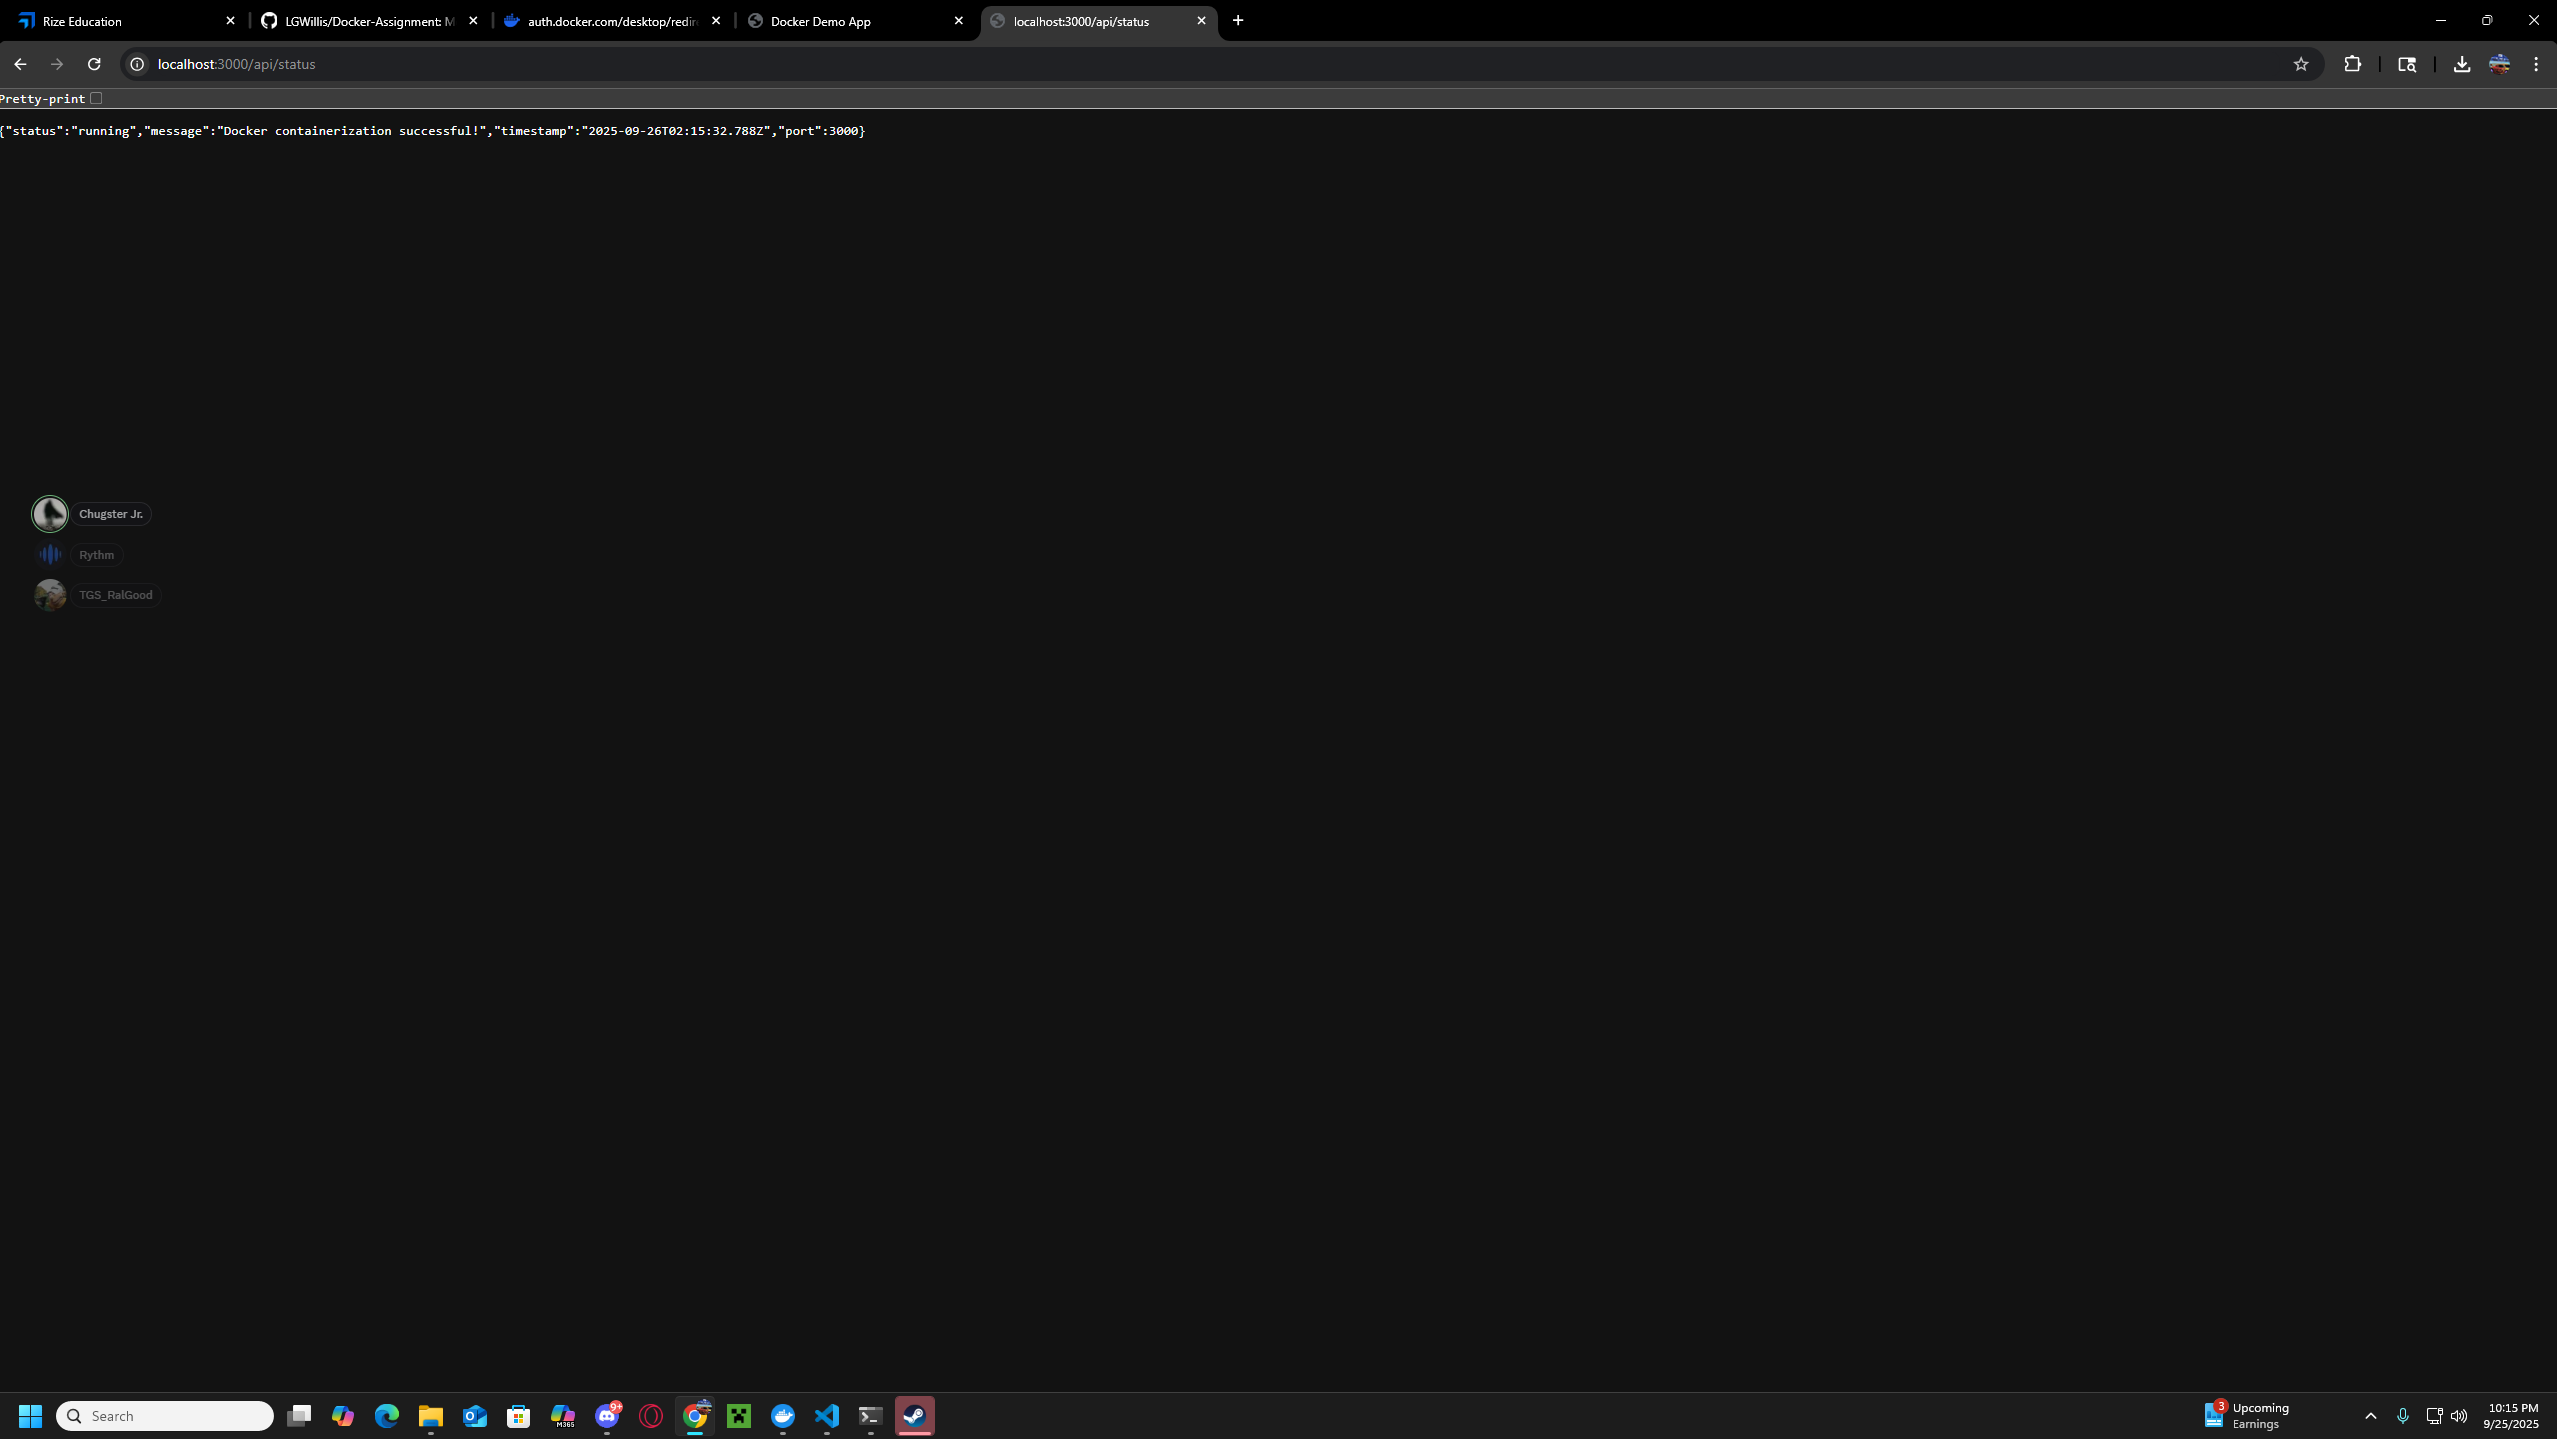 Rize Education
LGWillis/Docker-Assignment: M
auth.docker.com/desktop/redir
Docker Demo App
localhost:3000/api/status
localhost:3000/api/status
Pretty-print
{"status":"running","message":"Docker containerization successful!","timestamp":"2025-09-26T02:15:32.788Z","port":3000}
Chugster Jr.
Rythm
TGS_RalGood
Search
M365
9+
3
Upcoming
Earnings
10:15 PM
9/25/2025